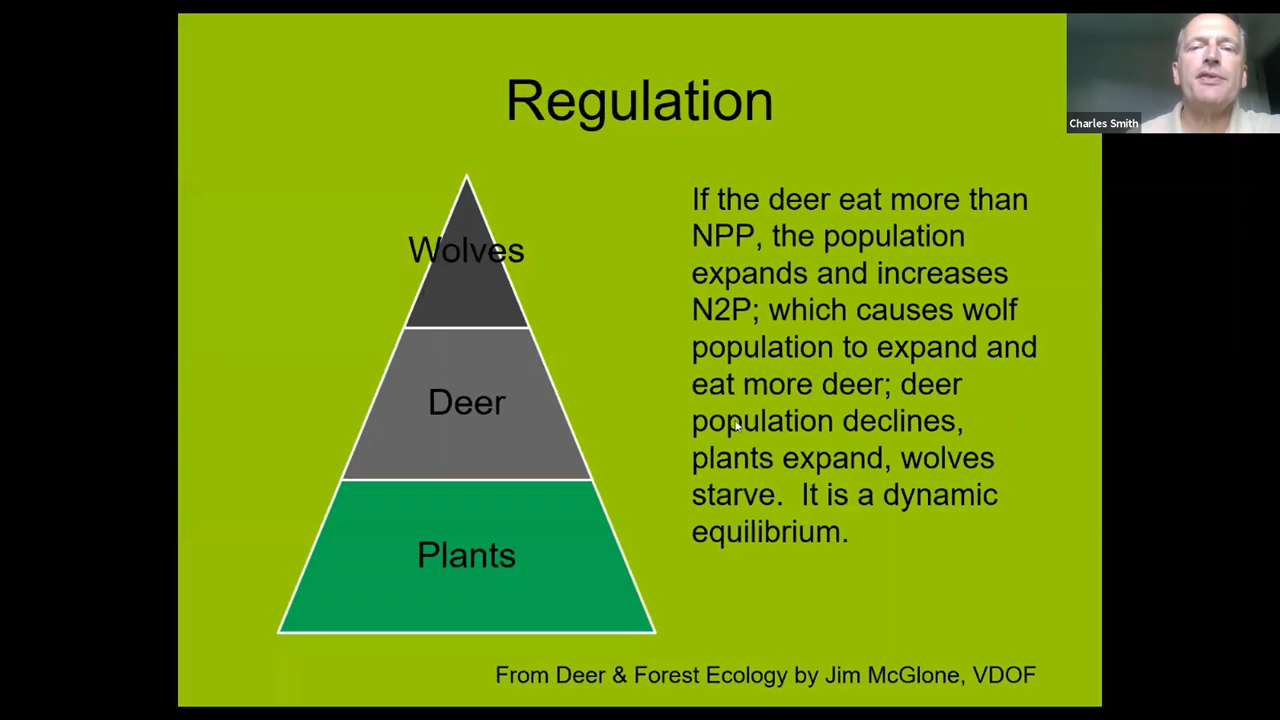 Regulation
Charles Smith
Wolves
Deer
Plants
If the deer eat more than
NPP, the population
expands and increases
N2P; which causes wolf
population to expand and
eat more deer; deer
population declines,
plants expand, wolves
starve.  It is a dynamic
equilibrium.
From Deer & Forest Ecology by Jim McGlone, VDOF